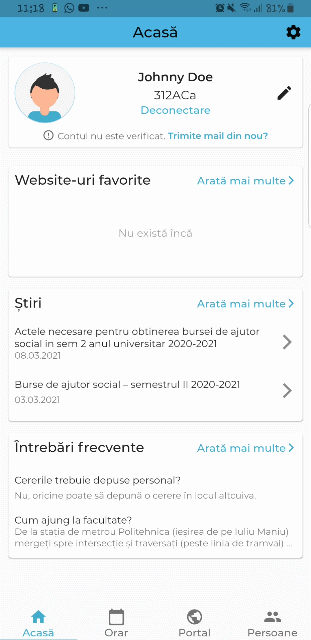 11:18 81%
Acasă
Johnny Doe
312ACa
Deconectare
Contul nu este verificat. Trimite mail din nou?
Website-uri favorite Arată mai multe
Nu există încă
Știri Arată mai multe
Actele necesare pentru obtinerea bursei de ajutor
social in sem 2 anul universitar 2020-2021
08.03.2021
Burse de ajutor social – semestrul II 2020-2021
03.03.2021
Întrebări frecvente Arată mai multe
Cererile trebuie depuse personal?
Nu, oricine poate să depună o cerere în locul altcuiva.
Cum ajung la facultate?
De la stația de metrou Politehnica (ieșirea de pe Iuliu Maniu)
mergeți spre intersecție și traversați (peste linia de tramvai) ...
Acasă Orar Portal Persoane